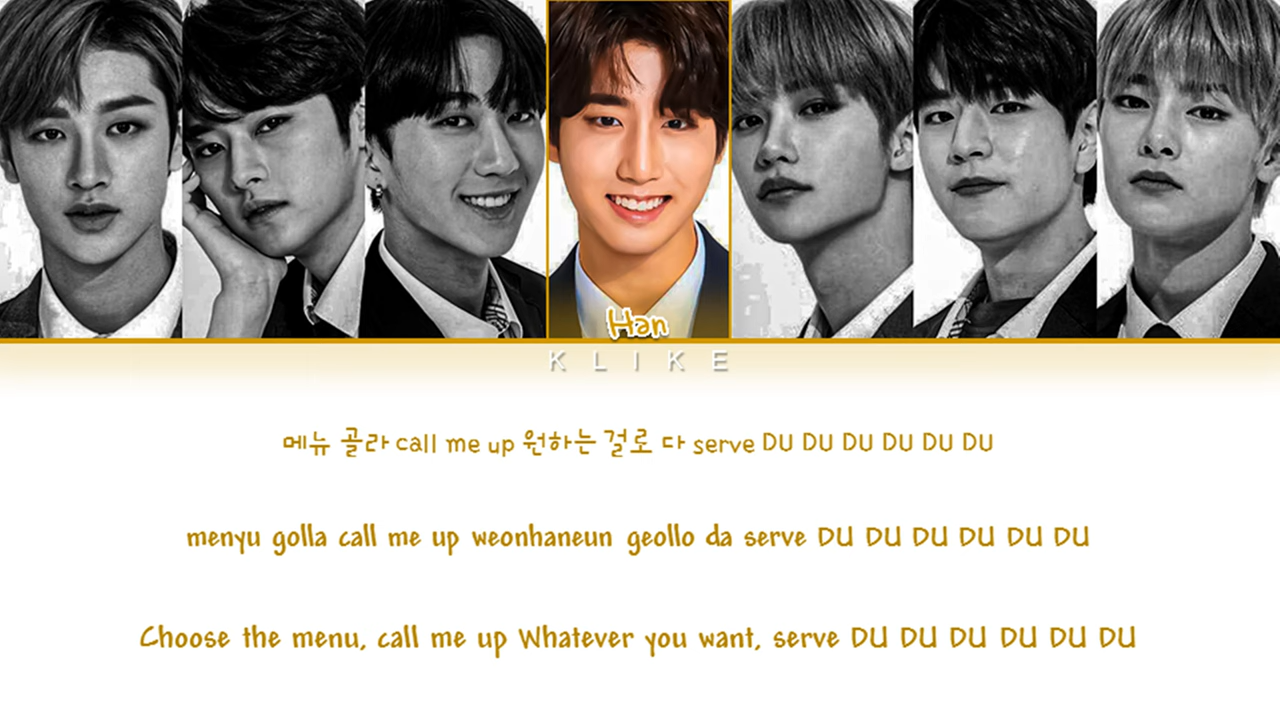 Han
K L I K E
메뉴 골라 call me up 원하는 걸로 다 serve DU DU DU DU DU DU
menyu golla call me up weonhaneun geollo da serve DU DU DU DU DU DU
Choose the menu, call me up Whatever you want, serve DU DU DU DU DU DU